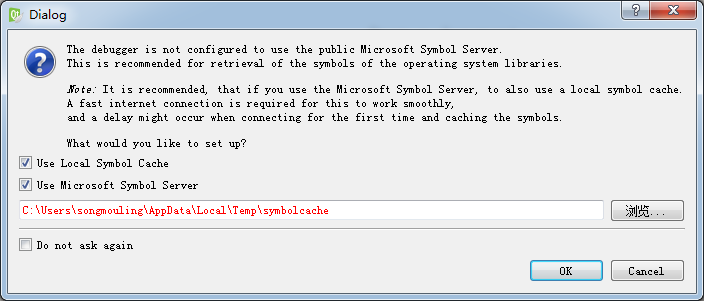 Dialog
The debugger is not configured to use the public Microsoft Symbol Server.
This is recommended for retrieval of the symbols of the operating system libraries.
Note: It is recommended, that if you use the Microsoft Symbol Server, to also use a local symbol cache.
A fast internet connection is required for this to work smoothly,
and a delay might occur when connecting for the first time and caching the symbols.
What would you like to set up?
Use Local Symbol Cache
Use Microsoft Symbol Server
C:\Users\songmouling\AppData\Local\Temp\symbolcache
浏览...
Do not ask again
OK
Cancel